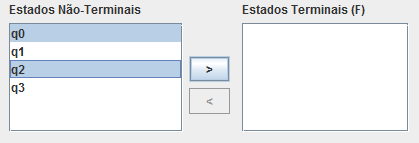 Estados Não-Terminais
Estados Terminais (F)
q0
q1
q2
q3
>
<